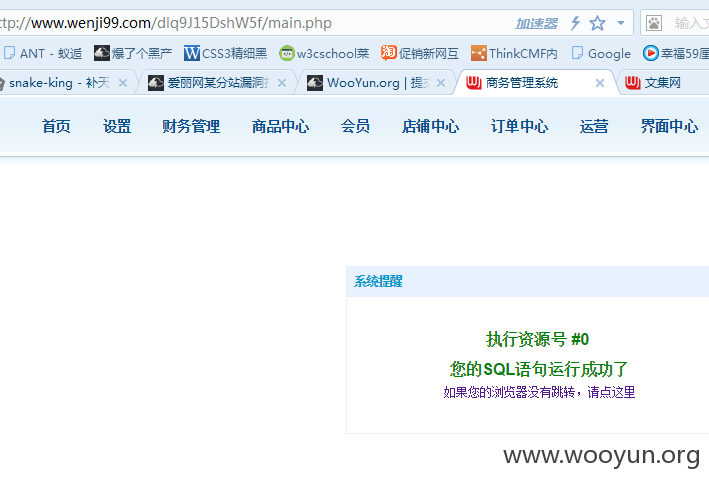 ttp://www.wenji99.com/dlq9J15DshW5f/main.php 加速器 输入文
ANT - 蚁逅 爆了个黑产 CSS3精细黑 w3cschool菜 促销新网互 ThinkCMF内 Google 幸福59厘
snake-king - 补天 爱丽网某分站漏洞打 WooYun.org | 提交 商务管理系统 文集网
首页 设置 财务管理 商品中心 会员 店铺中心 订单中心 运营 界面中心
系统提醒
执行资源号 #0
您的SQL语句运行成功了
如果您的浏览器没有跳转，请点这里
www.wooyun.org